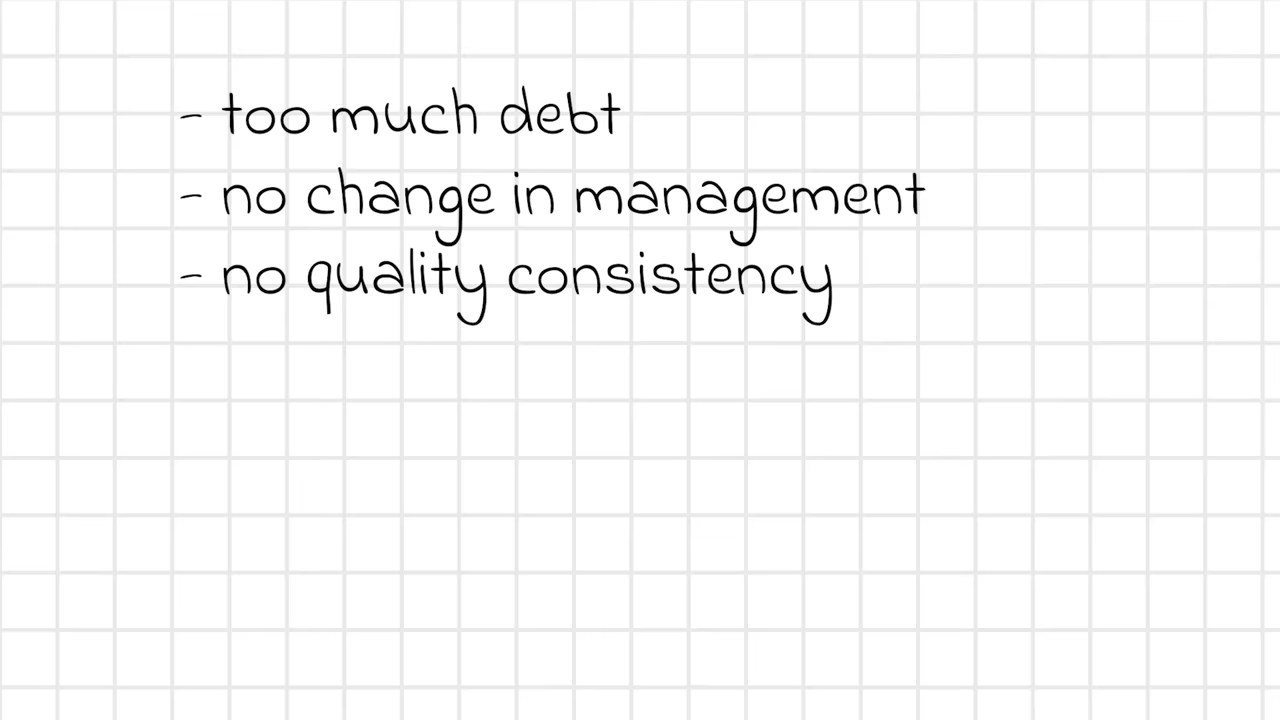 - too much debt
- no change in management
- no quality consistency